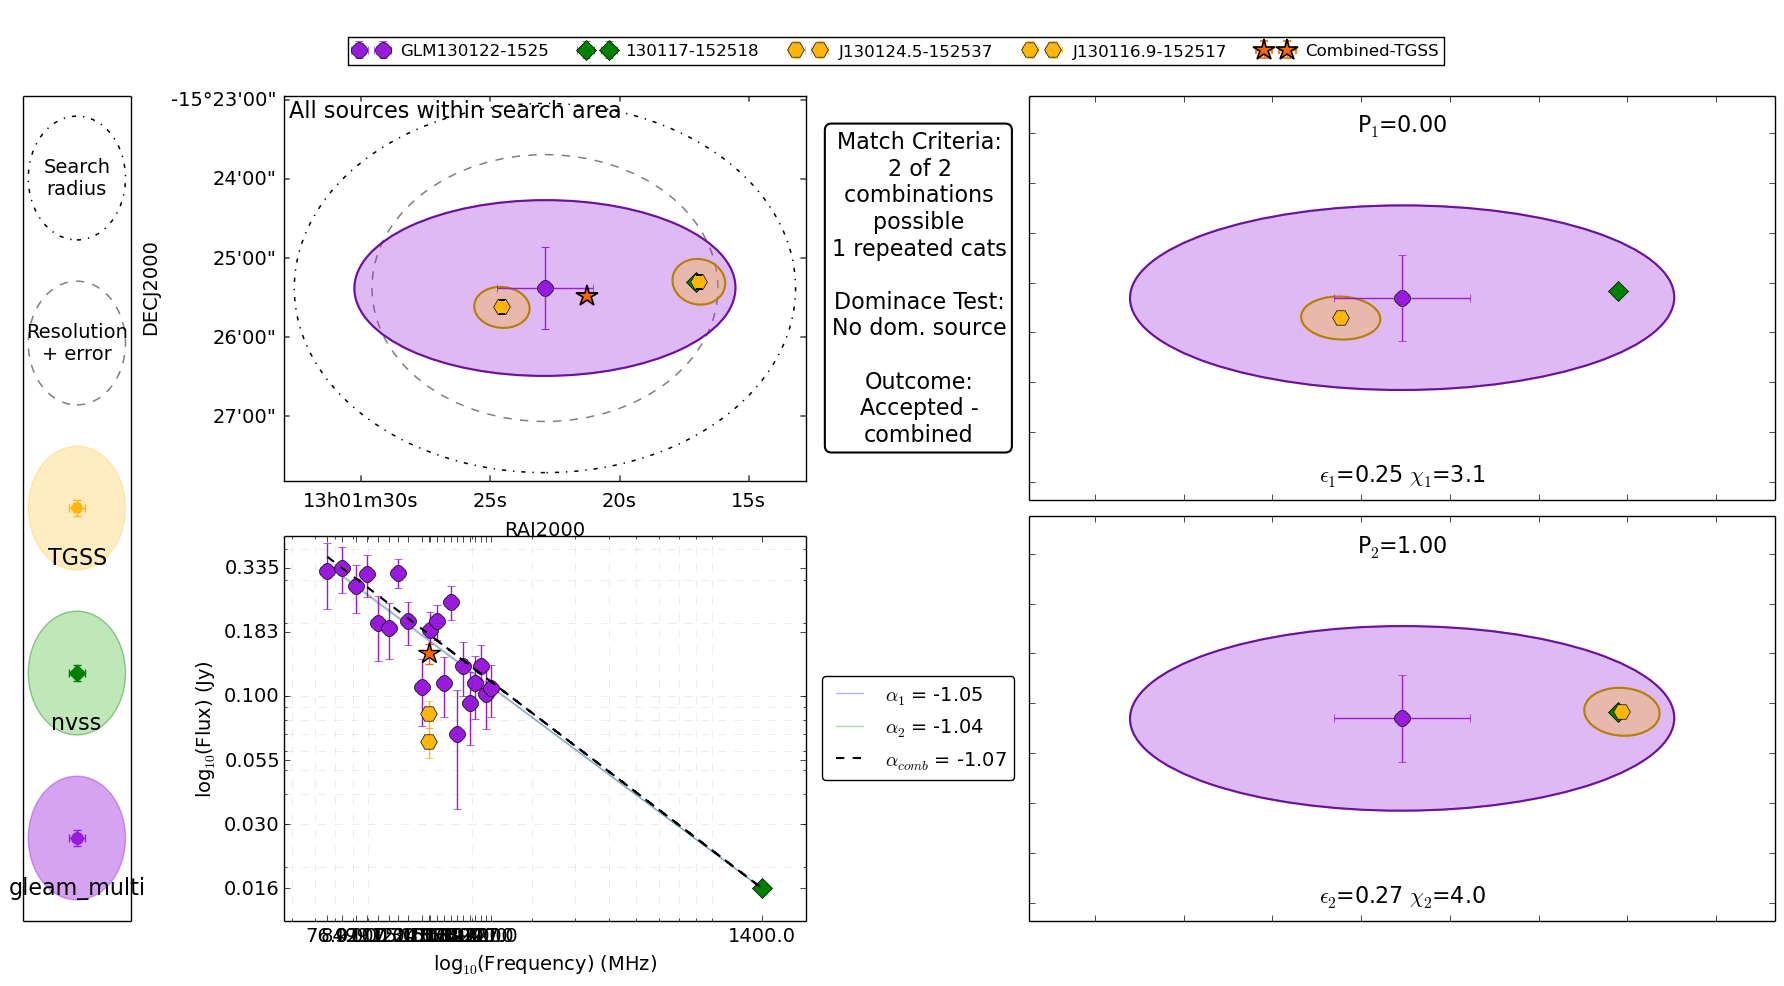 GLM130122-1525 130117-152518 J130124.5-152537 J130116.9-152517 Combined-TGSS
Search
radius
Resolution
+ error
TGSS
nvss
gleam_multi
All sources within search area
-15°23'00"
24'00"
25'00"
26'00"
27'00"
DECJ2000
13h01m30s 25s 20s 15s
RAJ2000
Match Criteria:
2 of 2
combinations
possible
1 repeated cats
Dominace Test:
No dom. source
Outcome:
Accepted -
combined
P1=0.00
ϵ1=0.25 χ1=3.1
P2=1.00
ϵ2=0.27 χ2=4.0
0.335
0.183
0.100
0.055
0.030
0.016
log10(Flux) (Jy)
1400.0
log10(Frequency) (MHz)
α1 = -1.05
α2 = -1.04
αcomb = -1.07